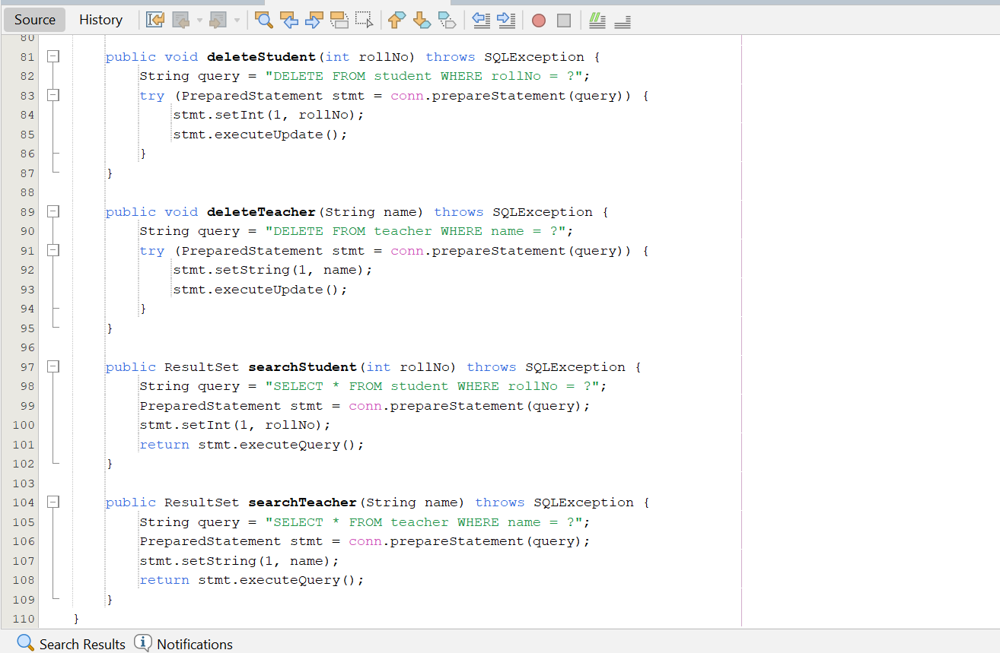 Source History
80
81 public void deleteStudent(int rollNo) throws SQLException {
82 String query = "DELETE FROM student WHERE rollNo = ?";
83 try (PreparedStatement stmt = conn.prepareStatement(query)) {
84 stmt.setInt(1, rollNo);
85 stmt.executeUpdate();
86 }
87 }
88
89 public void deleteTeacher(String name) throws SQLException {
90 String query = "DELETE FROM teacher WHERE name = ?";
91 try (PreparedStatement stmt = conn.prepareStatement(query)) {
92 stmt.setString(1, name);
93 stmt.executeUpdate();
94 }
95 }
96
97 public ResultSet searchStudent(int rollNo) throws SQLException {
98 String query = "SELECT * FROM student WHERE rollNo = ?";
99 PreparedStatement stmt = conn.prepareStatement(query);
100 stmt.setInt(1, rollNo);
101 return stmt.executeQuery();
102 }
103
104 public ResultSet searchTeacher(String name) throws SQLException {
105 String query = "SELECT * FROM teacher WHERE name = ?";
106 PreparedStatement stmt = conn.prepareStatement(query);
107 stmt.setString(1, name);
108 return stmt.executeQuery();
109 }
110 }
Search Results Notifications